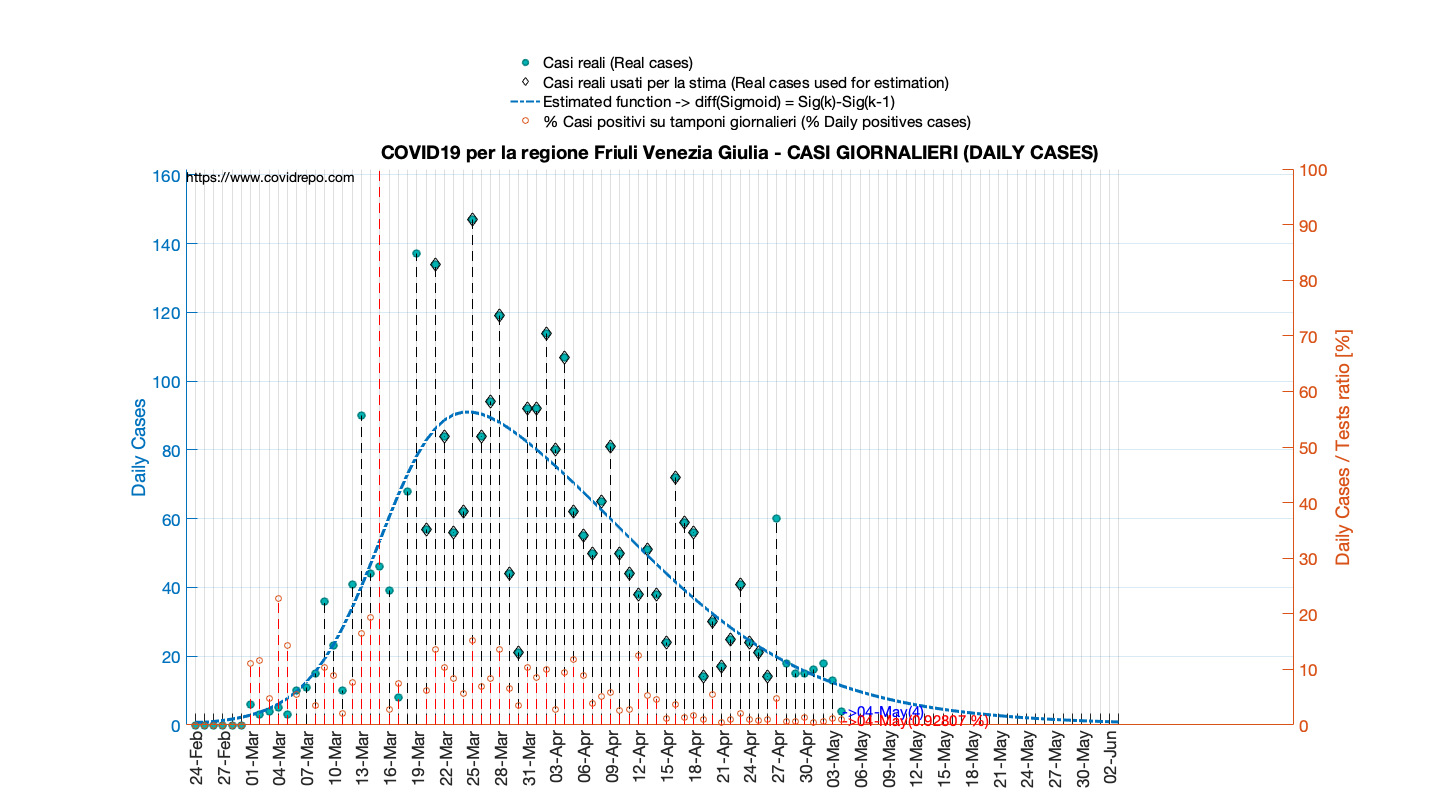 Casi reali (Real cases)
Casi reali usati per la stima (Real cases used for estimation)
Estimated function -> diff(Sigmoid) = Sig(k)-Sig(k-1)
% Casi positivi su tamponi giornalieri (% Daily positives cases)
COVID19 per la regione Friuli Venezia Giulia - CASI GIORNALIERI (DAILY CASES)
https://www.covidrepo.com
Daily Cases
160
140
120
100
80
60
40
20
0
100
90
80
70
60
50
40
30
20
10
0
Daily Cases / Tests ratio [%]
->04-May(4)
->04-May(0.92807 %)
24-Feb
27-Feb
01-Mar
04-Mar
07-Mar
10-Mar
13-Mar
16-Mar
19-Mar
22-Mar
25-Mar
28-Mar
31-Mar
03-Apr
06-Apr
09-Apr
12-Apr
15-Apr
18-Apr
21-Apr
24-Apr
27-Apr
30-Apr
03-May
06-May
09-May
12-May
15-May
18-May
21-May
24-May
27-May
30-May
02-Jun